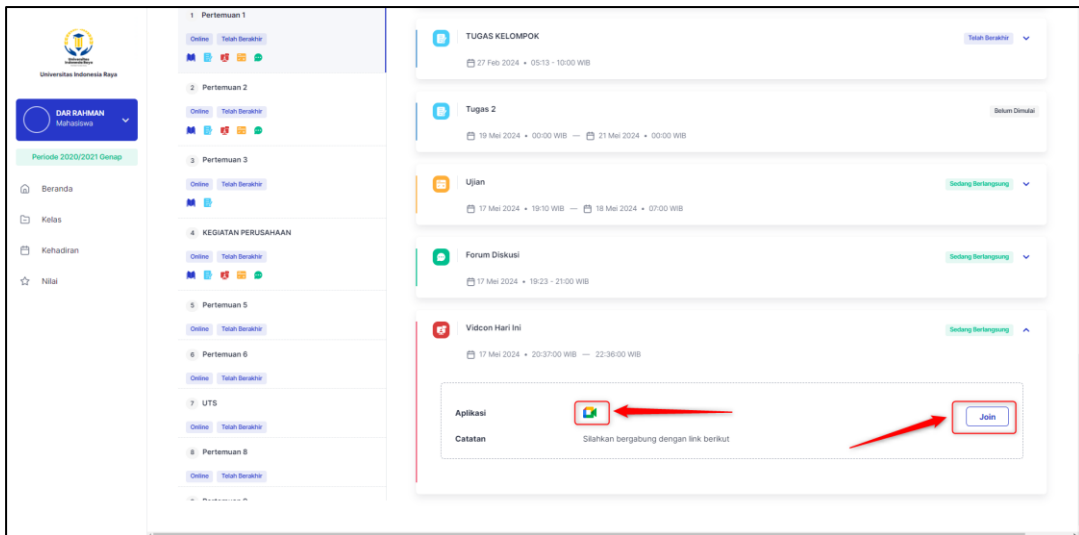 Universitas
Indonesia Raya
Universitas Indonesia Raya
DAR RAHMAN
Mahasiswa
Periode 2020/2021 Genap
Beranda
Kelas
Kehadiran
Nilai
1 Pertemuan 1
Online Telah Berakhir
2 Pertemuan 2
Online Telah Berakhir
3 Pertemuan 3
Online Telah Berakhir
4 KEGIATAN PERUSAHAAN
Online Telah Berakhir
5 Pertemuan 5
Online Telah Berakhir
6 Pertemuan 6
Online Telah Berakhir
7 UTS
Online Telah Berakhir
8 Pertemuan 8
Online Telah Berakhir
TUGAS KELOMPOK
Telah Berakhir
27 Feb 2024 • 05:13 - 10:00 WIB
Tugas 2
Belum Dimulai
19 Mei 2024 • 00:00 WIB — 21 Mei 2024 • 00:00 WIB
Ujian
Sedang Berlangsung
17 Mei 2024 • 19:10 WIB — 18 Mei 2024 • 07:00 WIB
Forum Diskusi
Sedang Berlangsung
17 Mei 2024 • 19:23 - 21:00 WIB
Vidcon Hari Ini
Sedang Berlangsung
17 Mei 2024 • 20:37:00 WIB — 22:36:00 WIB
Aplikasi
Join
Catatan Silahkan bergabung dengan link berikut